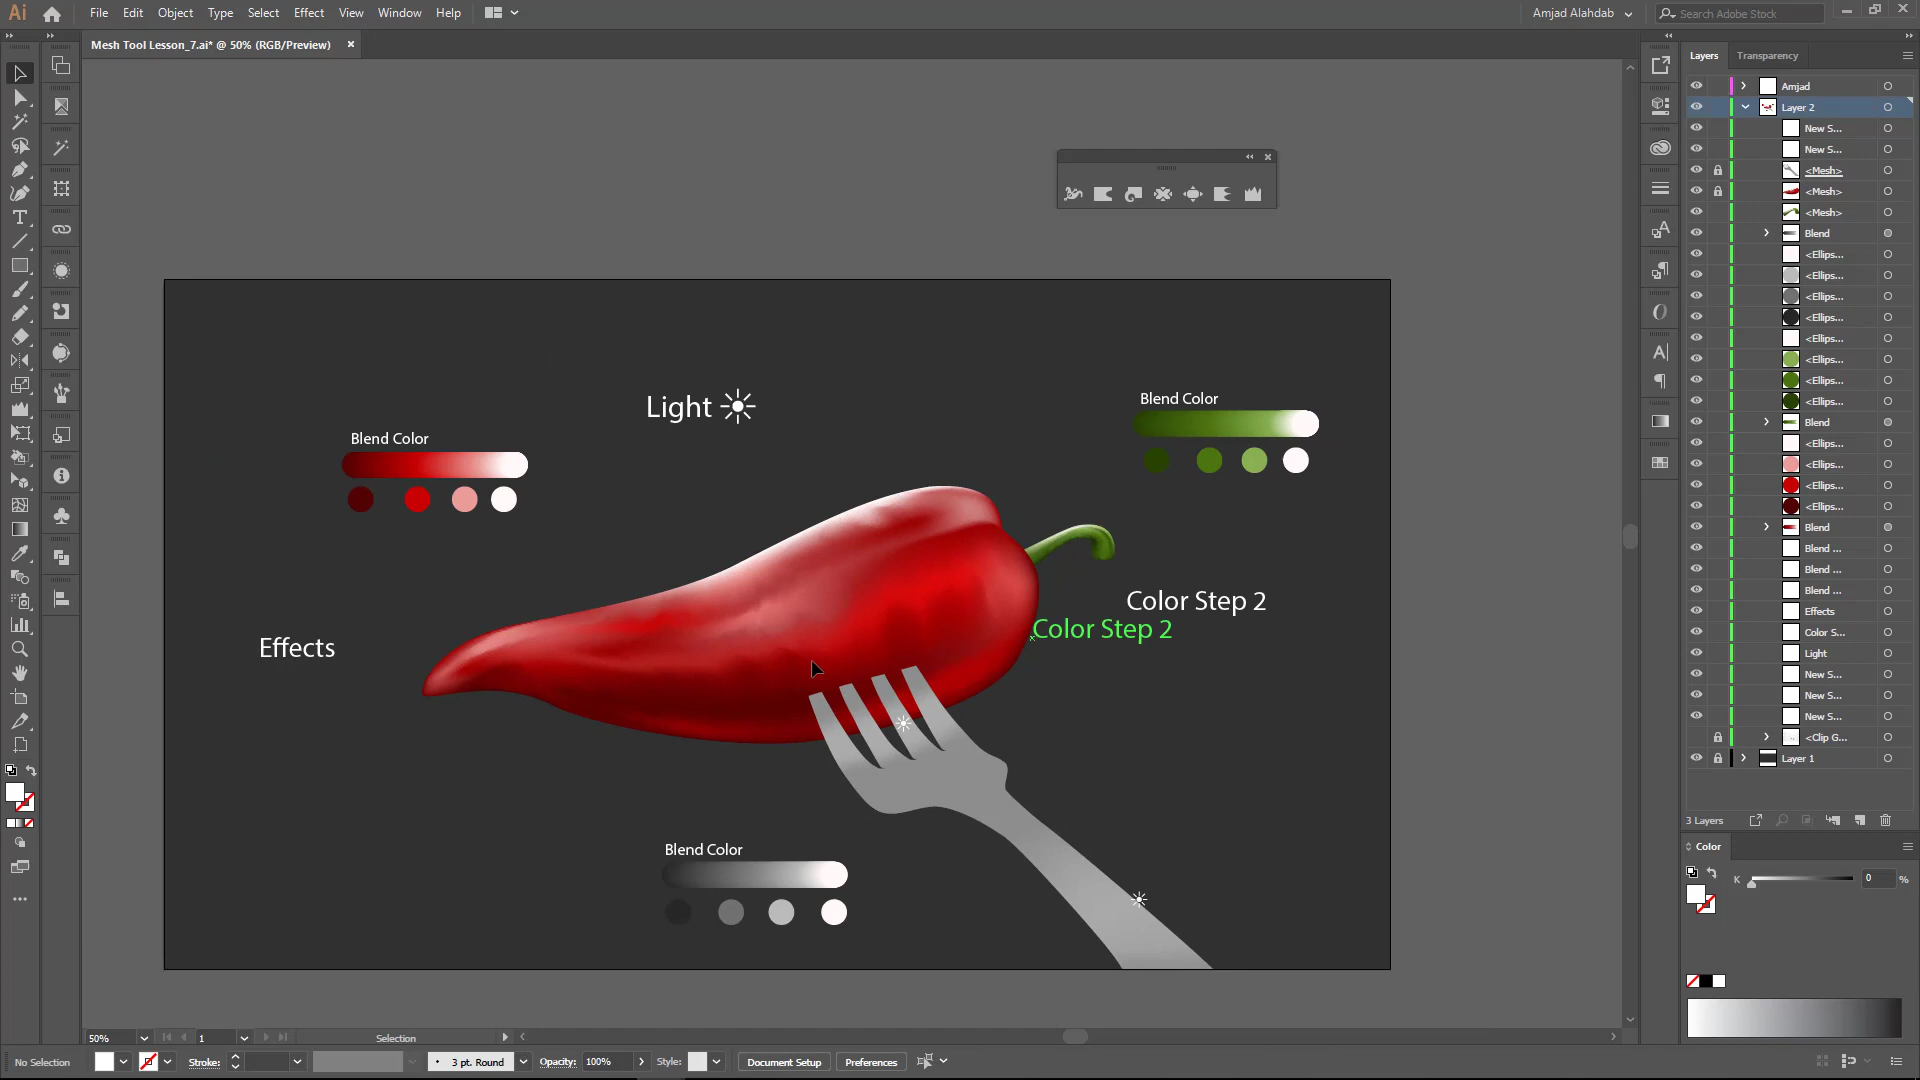 Ai File Edit Object Type Select Effect View Window Help Amjad Alahdab Search Adobe Stock
Mesh Tool Lesson_7.ai* @ 50% (RGB/Preview) ×
Layers Transparency
Amjad
Layer 2
New S...
New S...
<Mesh>
<Mesh>
<Mesh>
Blend
<Ellips...
<Ellips...
<Ellips...
<Ellips...
<Ellips...
<Ellips...
<Ellips...
<Ellips...
Blend
<Ellips...
<Ellips...
<Ellips...
<Ellips...
Blend
Blend ...
Blend ...
Blend ...
Effects
Color S...
Light
New S...
New S...
New S...
<Clip G...
Layer 1
3 Layers
Color
K 0 %
Light
Blend Color
Blend Color
Color Step 2
Color Step 2
Effects
Blend Color
50% 1 Selection
No Selection Stroke: 3 pt. Round Opacity: 100% Style: Document Setup Preferences